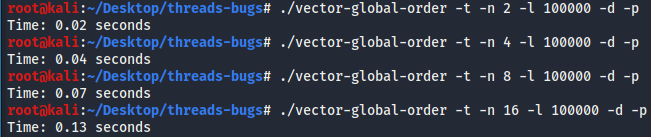 root@kali:~/Desktop/threads-bugs# ./vector-global-order -t -n 2 -l 100000 -d -p
Time: 0.02 seconds
root@kali:~/Desktop/threads-bugs# ./vector-global-order -t -n 4 -l 100000 -d -p
Time: 0.04 seconds
root@kali:~/Desktop/threads-bugs# ./vector-global-order -t -n 8 -l 100000 -d -p
Time: 0.07 seconds
root@kali:~/Desktop/threads-bugs# ./vector-global-order -t -n 16 -l 100000 -d -p
Time: 0.13 seconds